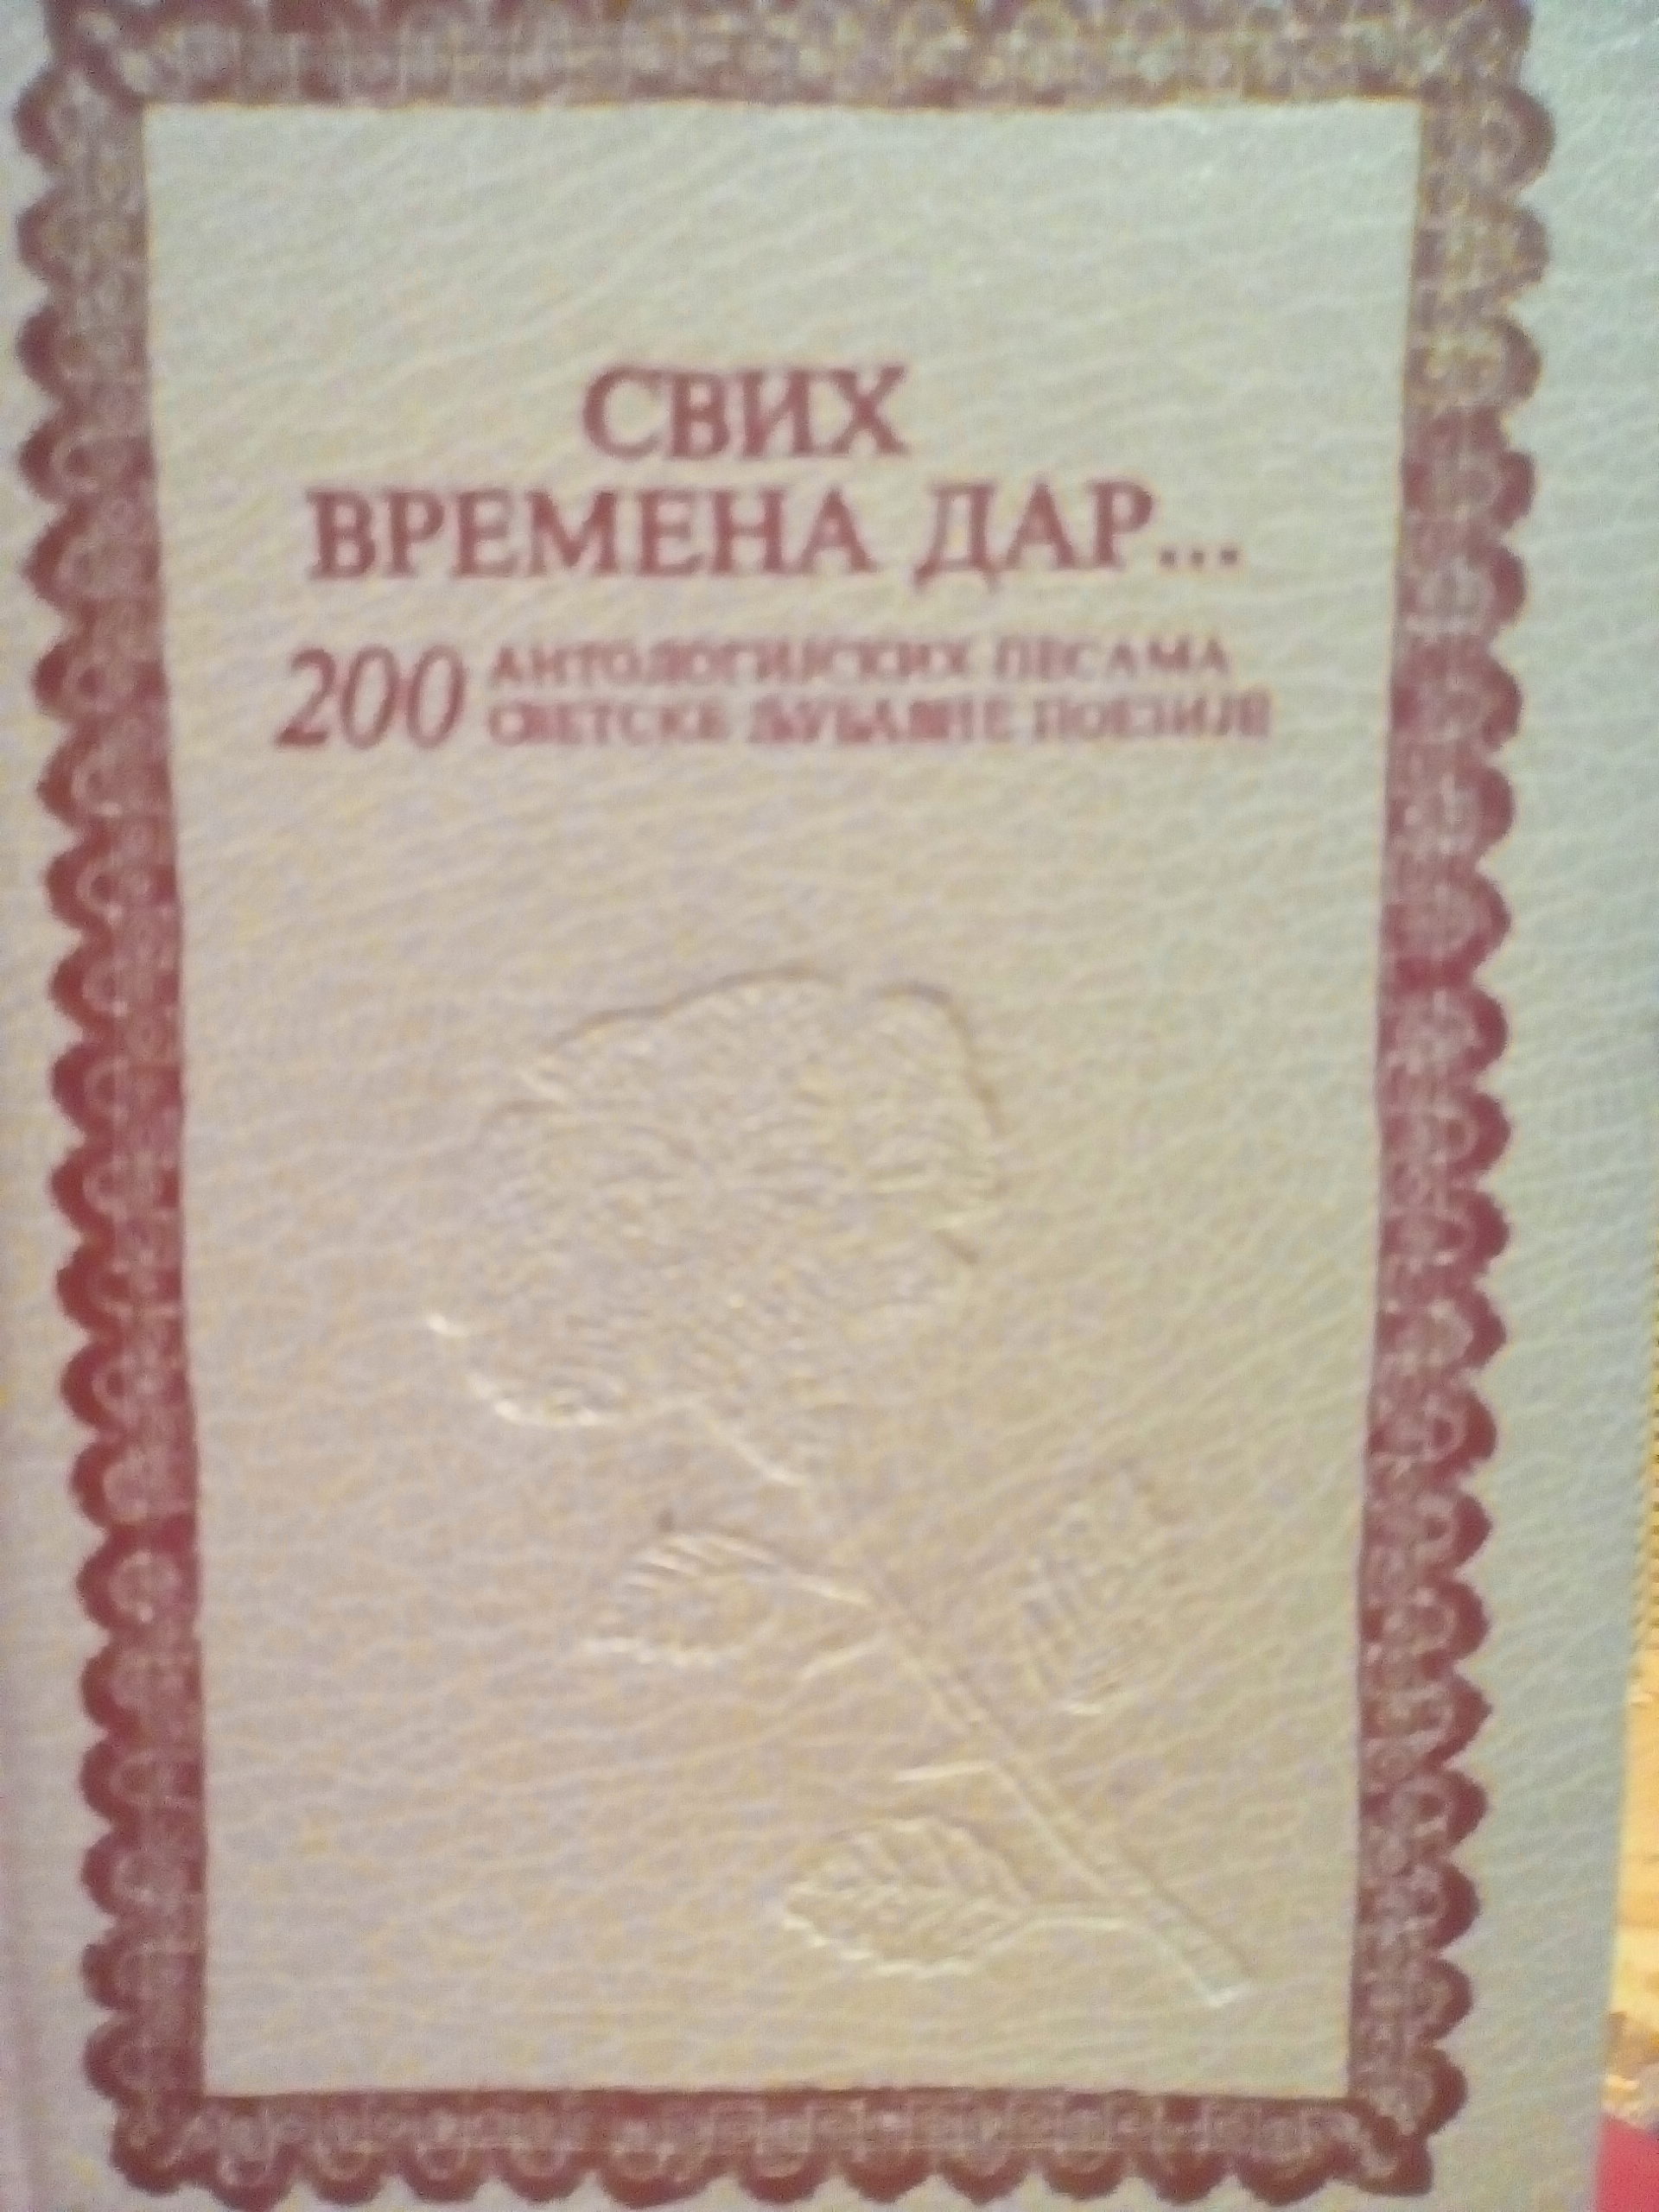 СВИХ
ВРЕМЕНА ДАР...
200 АНТОЛОГИЈСКИХ ПЕСАМА
СВЕТСКЕ ЉУБАВНЕ ПОЕЗИЈЕ